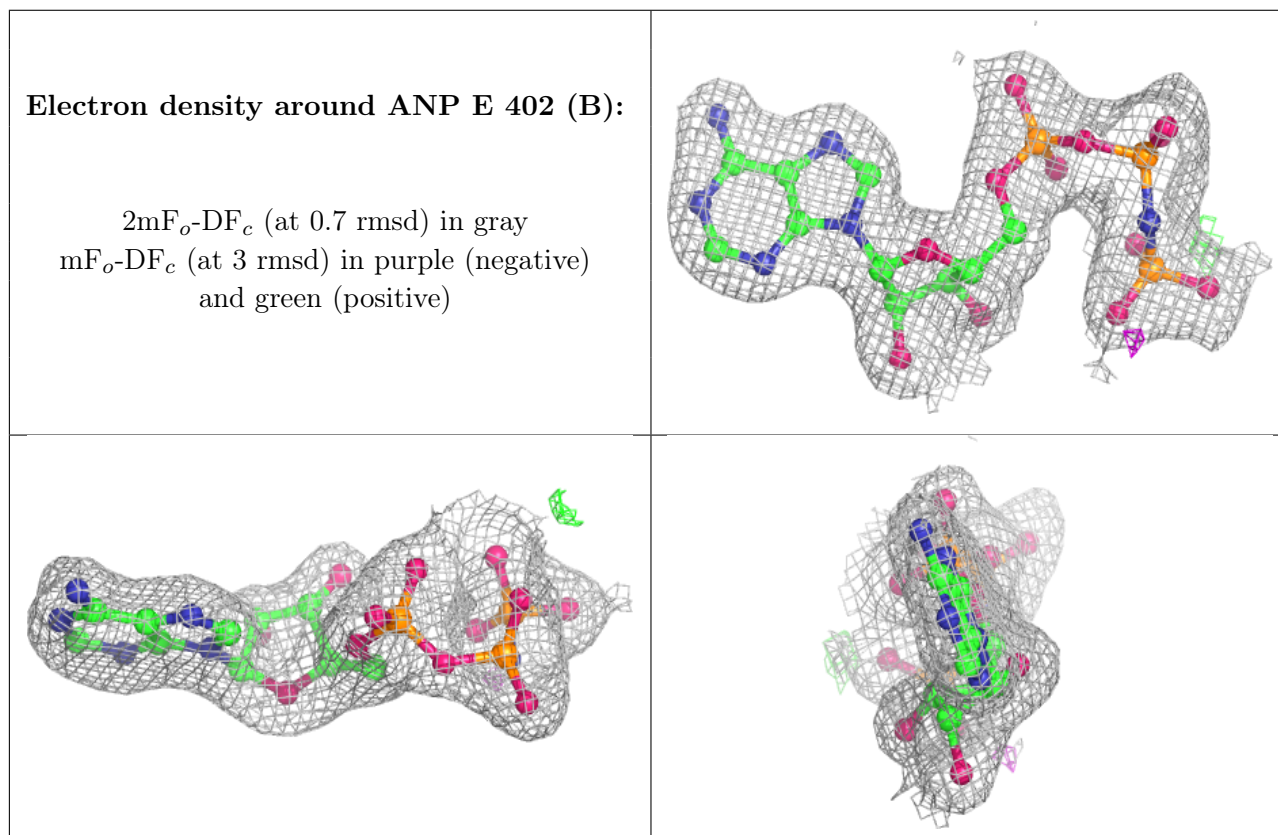 Electron density around ANP E 402 (B):
2mFo-DFc (at 0.7 rmsd) in gray
mFo-DFc (at 3 rmsd) in purple (negative)
and green (positive)